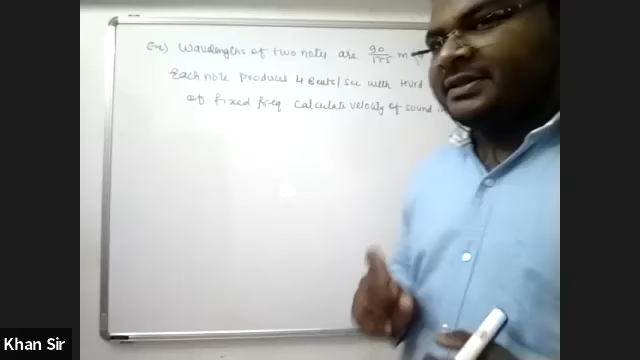 Ex) Wavelengths of two notes are 90/175 m
Each note produces 4 Beats/sec with third
of fixed freq calculate velocity of sound
Khan Sir